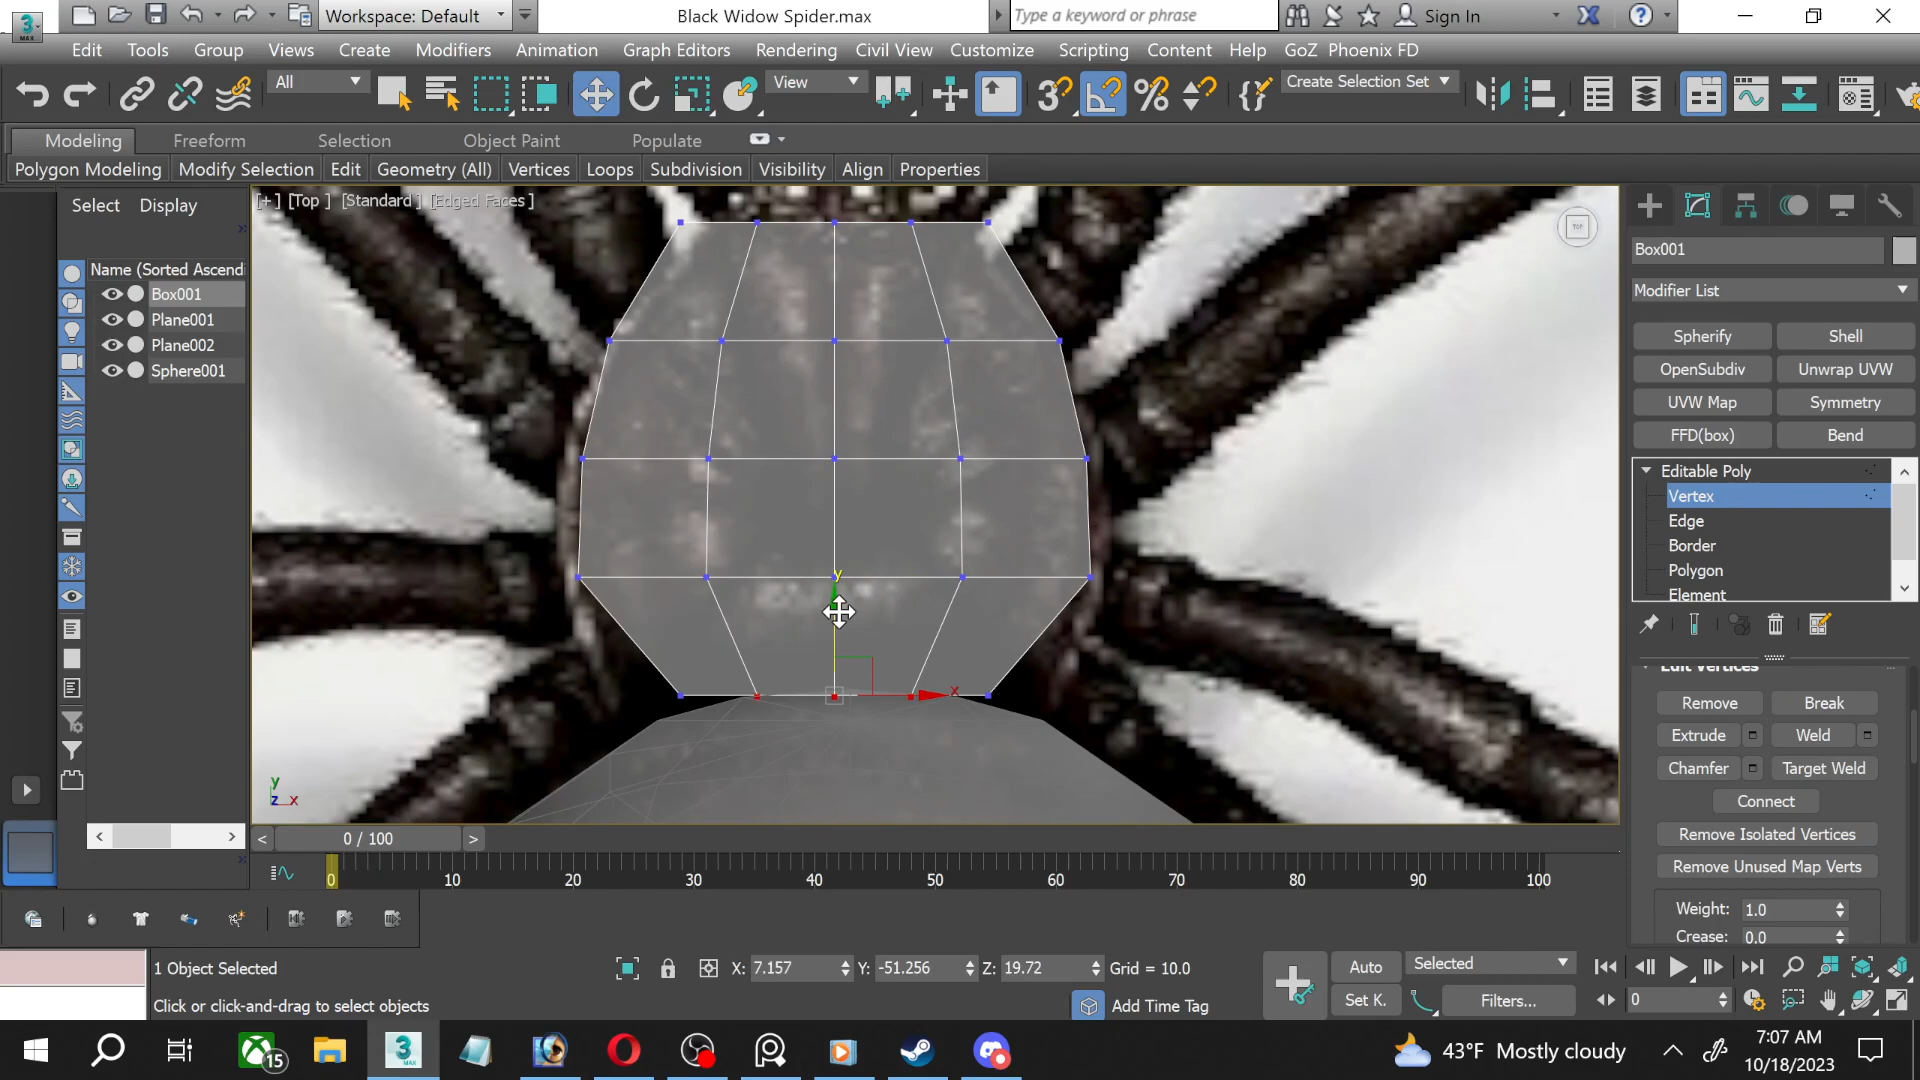 Workspace: Default
Black Widow Spider.max
Type a keyword or phrase
Sign In
Edit Tools Group Views Create Modifiers Animation Graph Editors Rendering Civil View Customize Scripting Content Help GoZ Phoenix FD
All
View
Create Selection Set
3
Modeling Freeform Selection Object Paint Populate
Polygon Modeling Modify Selection Edit Geometry (All) Vertices Loops Subdivision Visibility Align Properties
Select Display
[+] [Top] [Standard] [Edged Faces]
TOP
Name (Sorted Ascendi
Box001
Plane001
Plane002
Sphere001
Box001
Modifier List
Spherify Shell
OpenSubdiv Unwrap UVW
UVW Map Symmetry
FFD(box) Bend
Editable Poly
Vertex
Edge
Border
Polygon
Element
Edit Vertices
Remove Break
Extrude Weld
Chamfer Target Weld
Connect
Remove Isolated Vertices
Remove Unused Map Verts
Weight: 1.0
Crease: 0.0
y
x
y
z x
< 0 / 100 >
0 10 20 30 40 50 60 70 80 90 100
1 Object Selected
X: 7.157 Y: -51.256 Z: 19.72 Grid = 10.0
Click or click-and-drag to select objects
Add Time Tag
Auto Selected
Set K. Filters...
0
15
3
43°F Mostly cloudy
7:07 AM
10/18/2023